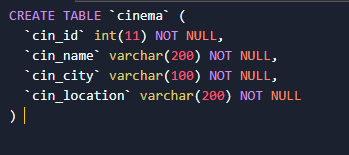 CREATE TABLE `cinema` (
`cin_id` int(11) NOT NULL,
`cin_name` varchar(200) NOT NULL,
`cin_city` varchar(100) NOT NULL,
`cin_location` varchar(200) NOT NULL
)